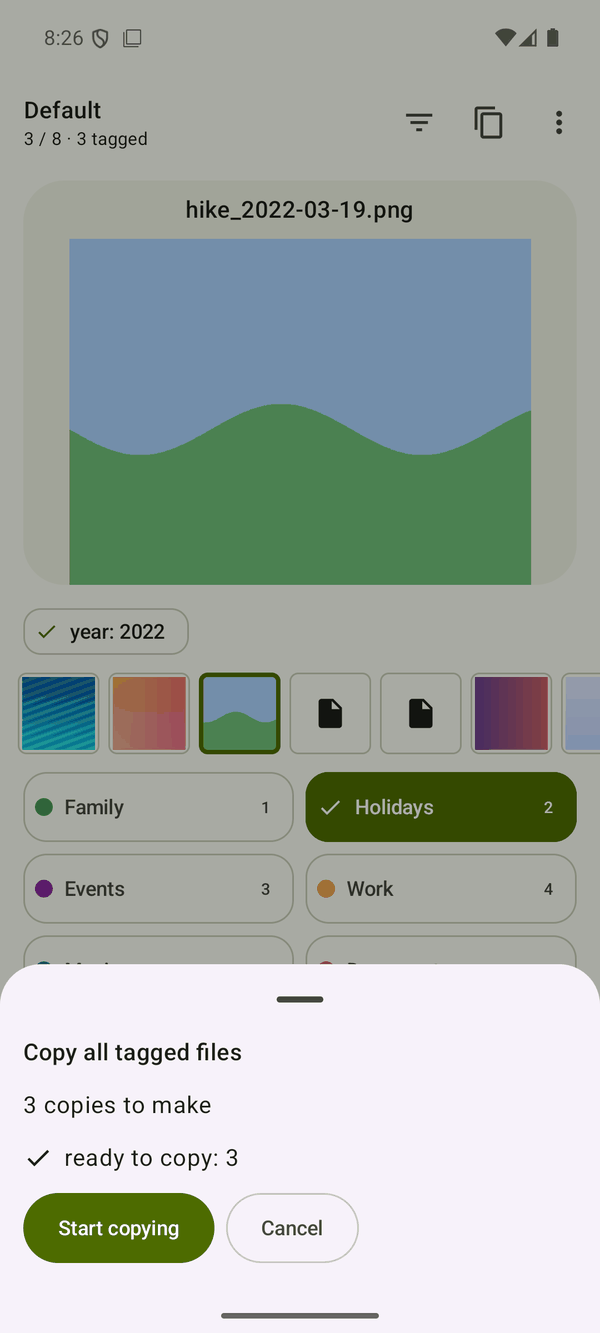 8:26
Default
3 / 8 · 3 tagged
hike_2022-03-19.png
year: 2022
Family 1
Holidays 2
Events 3
Work 4
Copy all tagged files
3 copies to make
ready to copy: 3
Start copying
Cancel